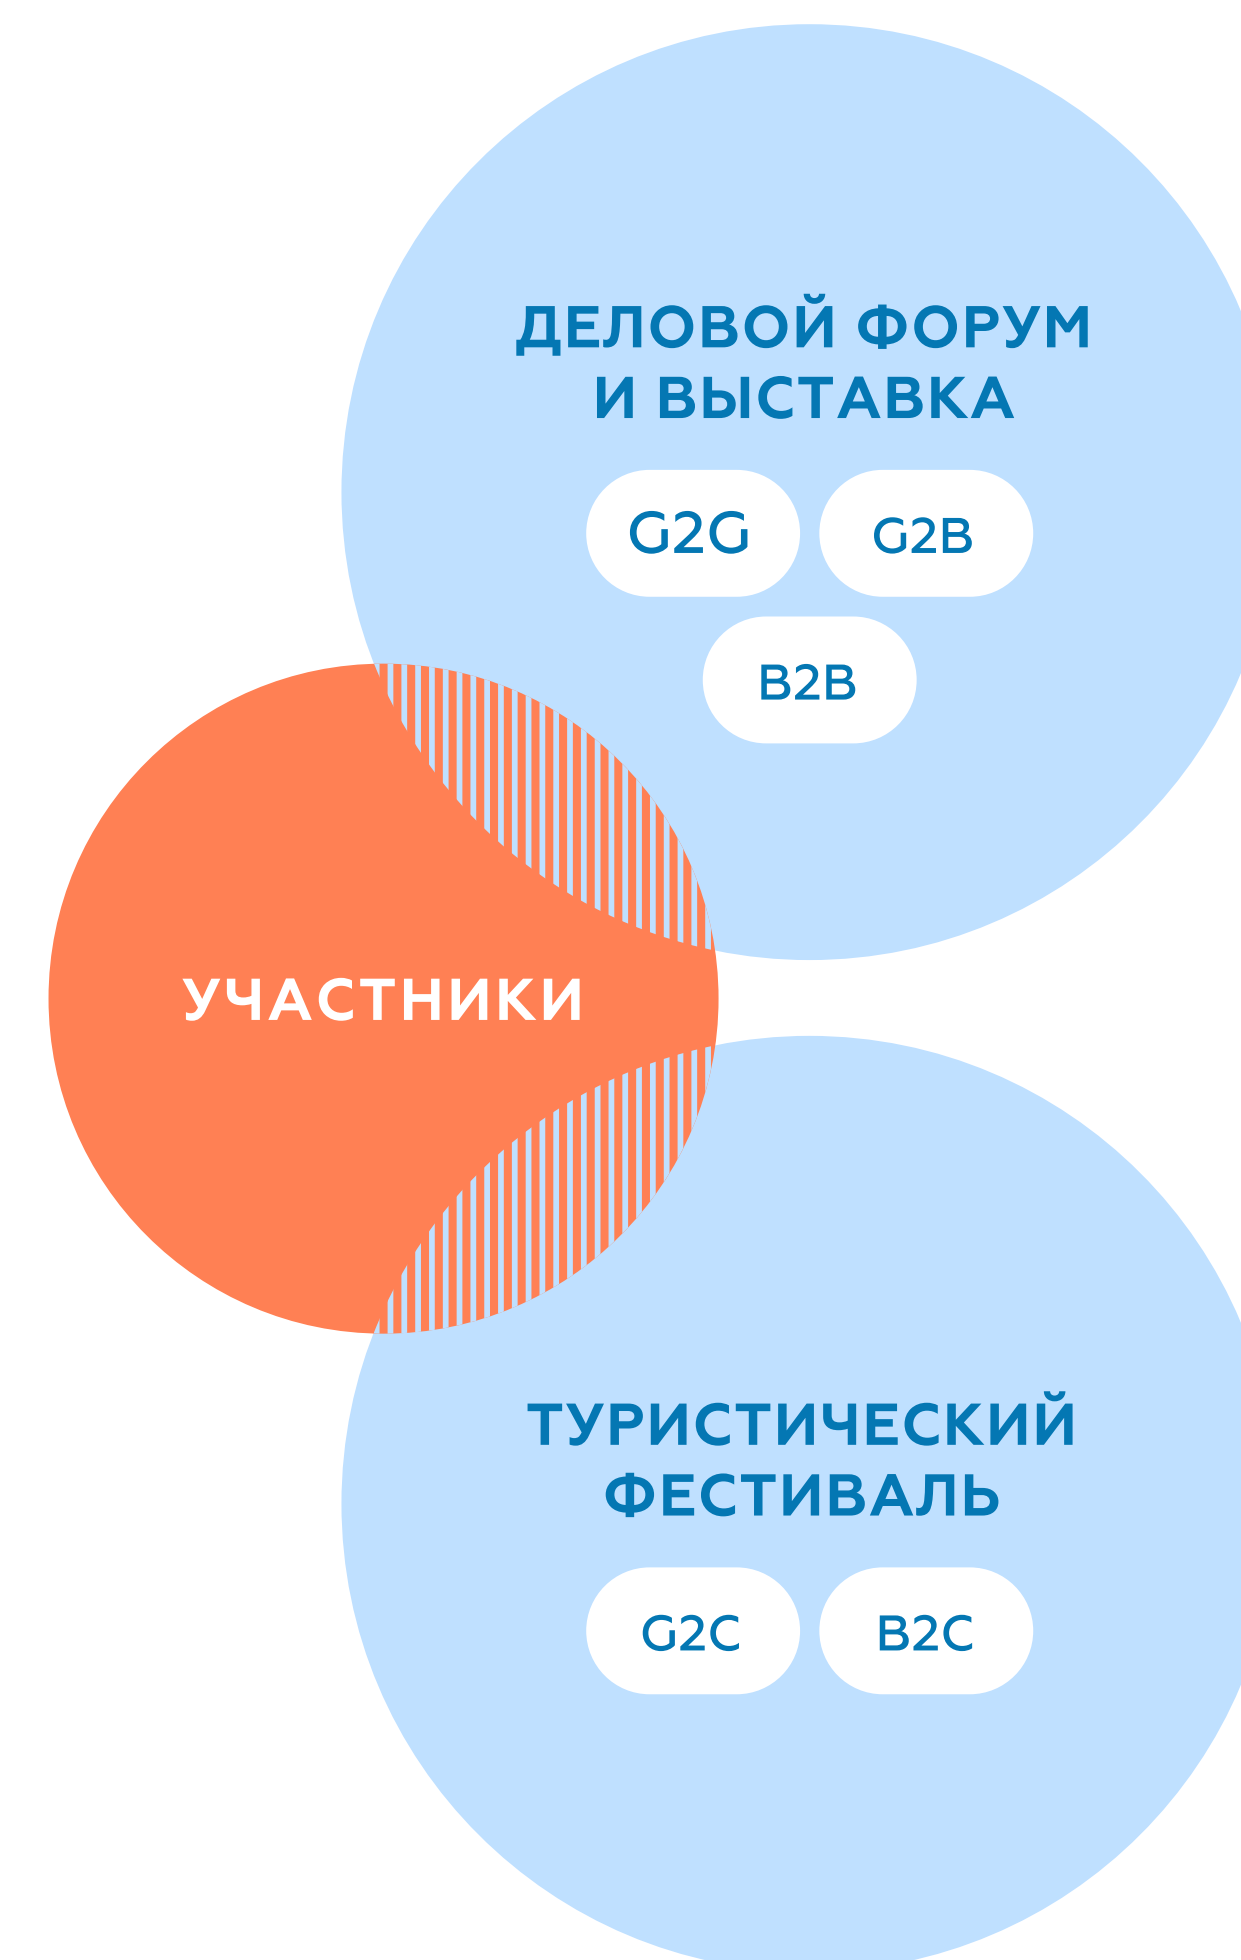 ДЕЛОВОЙ ФОРУМ
И ВЫСТАВКА
G2G G2B
B2B
УЧАСТНИКИ
ТУРИСТИЧЕСКИЙ
ФЕСТИВАЛЬ
G2C B2C